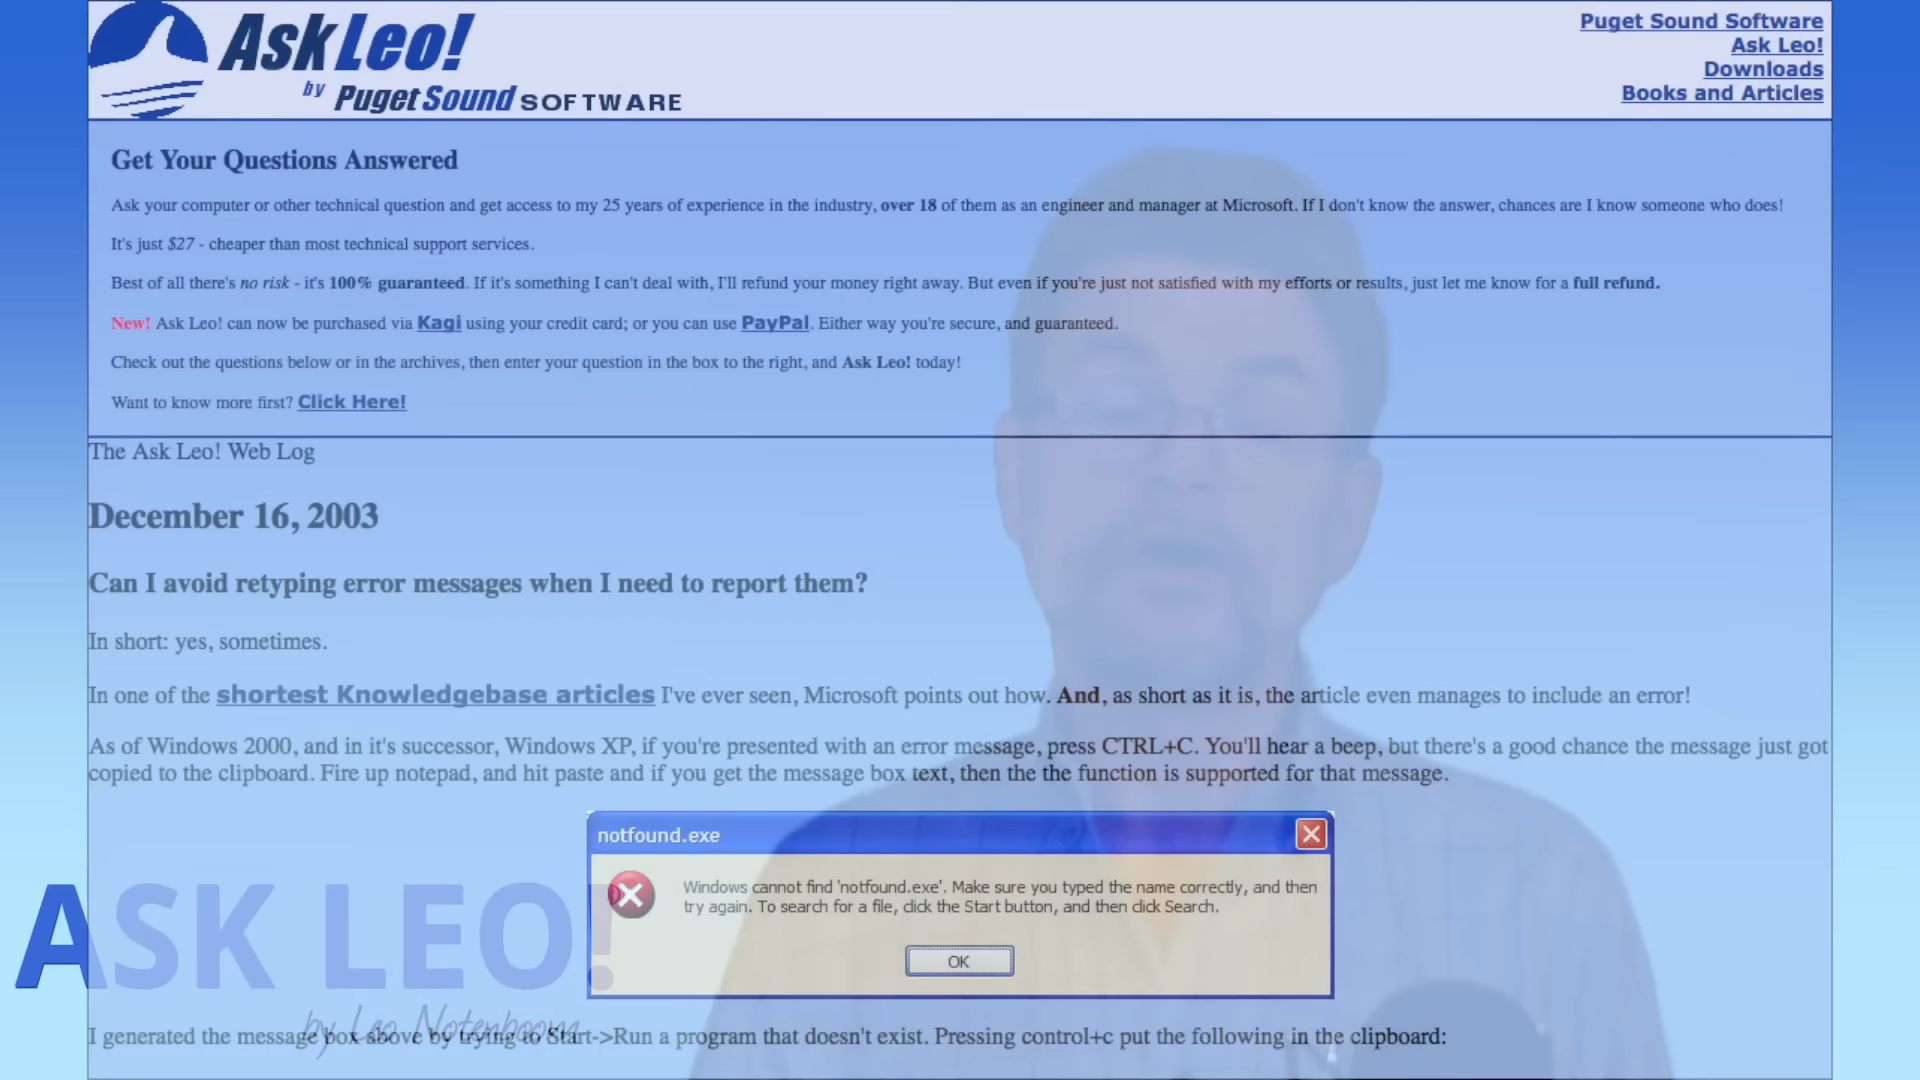 Ask Leo!
by Puget Sound SOFTWARE
Puget Sound Software
Ask Leo!
Downloads
Books and Articles
Get Your Questions Answered
Ask your computer or other technical question and get access to my 25 years of experience in the industry, over 18 of them as an engineer and manager at Microsoft. If I don't know the answer, chances are I know someone who does!
It's just $27 - cheaper than most technical support services.
Best of all there's no risk - it's 100% guaranteed. If it's something I can't deal with, I'll refund your money right away. But even if you're just not satisfied with my efforts or results, just let me know for a full refund.
New! Ask Leo! can now be purchased via Kagi using your credit card; or you can use PayPal. Either way you're secure, and guaranteed.
Check out the questions below or in the archives, then enter your question in the box to the right, and Ask Leo! today!
Want to know more first? Click Here!
The Ask Leo! Web Log
December 16, 2003
Can I avoid retyping error messages when I need to report them?
In short: yes, sometimes.
In one of the shortest Knowledgebase articles I've ever seen, Microsoft points out how. And, as short as it is, the article even manages to include an error!
As of Windows 2000, and in it's successor, Windows XP, if you're presented with an error message, press CTRL+C. You'll hear a beep, but there's a good chance the message just got
copied to the clipboard. Fire up notepad, and hit paste and if you get the message box text, then the the function is supported for that message.
notfound.exe
Windows cannot find 'notfound.exe'. Make sure you typed the name correctly, and then
try again. To search for a file, click the Start button, and then click Search.
OK
ASK LEO!
by Leo Notenboom
I generated the message box above by trying to Start->Run a program that doesn't exist. Pressing control+c put the following in the clipboard: